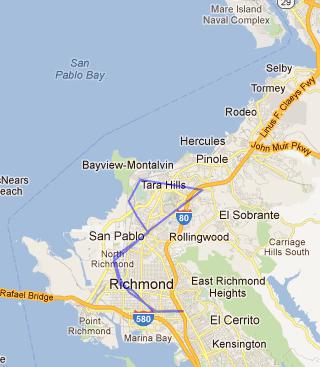 29
Mare Island
Naval Complex
San
Pablo Bay
Selby
Tormey
Linus F. Claeys Fwy
Rodeo
Hercules
John Muir Pkwy
Pinole
Bayview-Montalvin
Tara Hills
McNears
Beach
80
El Sobrante
San Pablo
Rollingwood
Carriage
Hills South
North
Richmond
East Richmond
Heights
Richmond
Rafael Bridge
580
Point
Richmond
El Cerrito
Marina Bay
Kensington